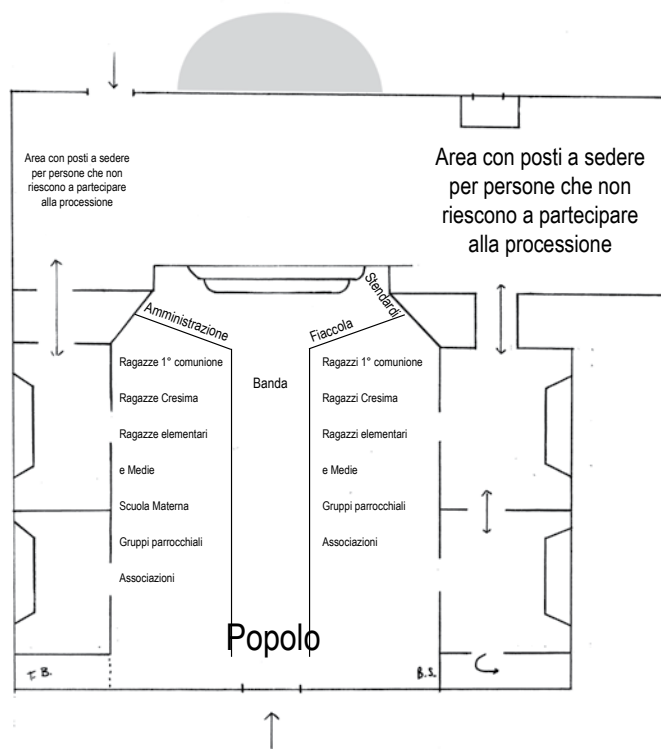 Area con posti a sedere
per persone che non
riescono a partecipare
alla processione
Area con posti a sedere
per persone che non
riescono a partecipare
alla processione
Amministrazione
Fiaccola
Stendardi
Ragazze 1° comunione
Ragazze Cresima
Ragazze elementari
e Medie
Scuola Materna
Gruppi parrocchiali
Associazioni
Banda
Ragazzi 1° comunione
Ragazzi Cresima
Ragazzi elementari
e Medie
Gruppi parrocchiali
Associazioni
Popolo
F.B.
B.S.